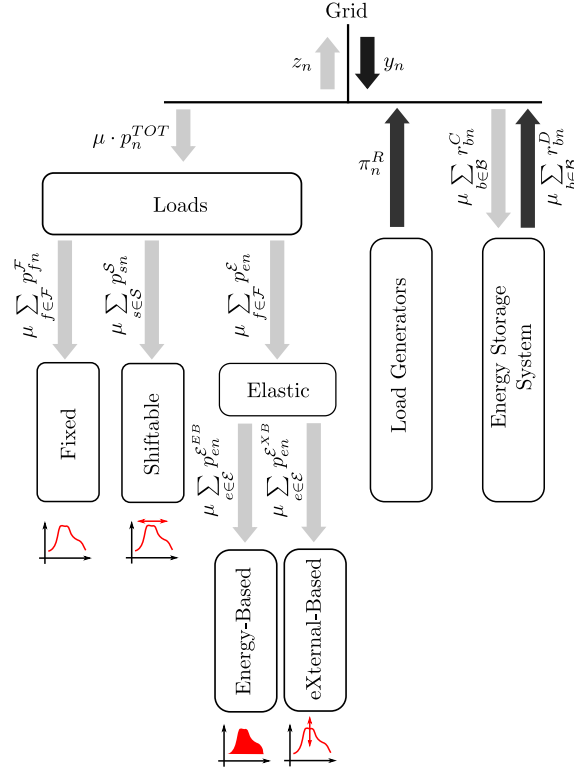 Grid
z_n
y_n
μ · p_n^{TOT}
π_n^R
μ ∑_{b∈ℬ} r_{bn}^C
μ ∑_{b∈ℬ} r_{bn}^D
Loads
μ ∑_{f∈ℱ} p_{fn}^ℱ
μ ∑_{s∈𝒮} p_{sn}^𝒮
μ ∑_{f∈ℱ} p_{en}^ℰ
Load Generators
Energy Storage
System
Fixed
Shiftable
Elastic
μ ∑_{e∈ℰ} p_{en}^{ℰ^{EB}}
μ ∑_{e∈ℰ} p_{en}^{ℰ^{XB}}
Energy-Based
eXternal-Based